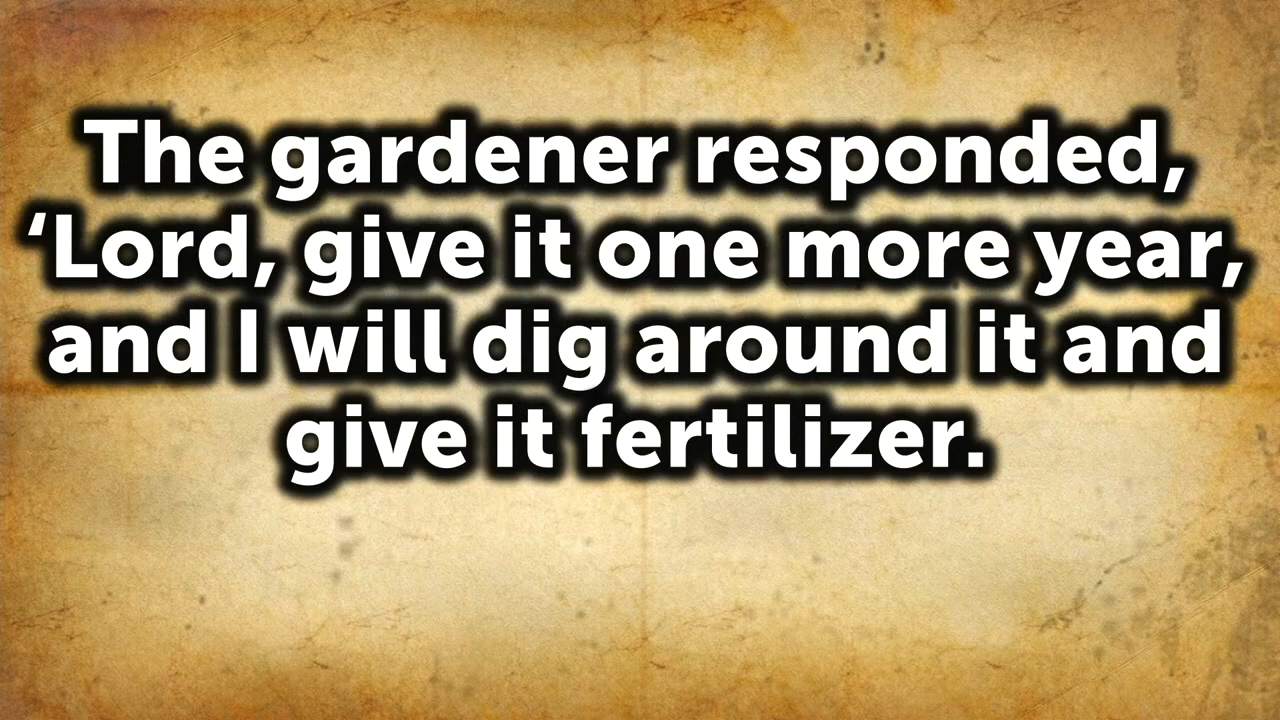 The gardener responded,
‘Lord, give it one more year,
and I will dig around it and
give it fertilizer.